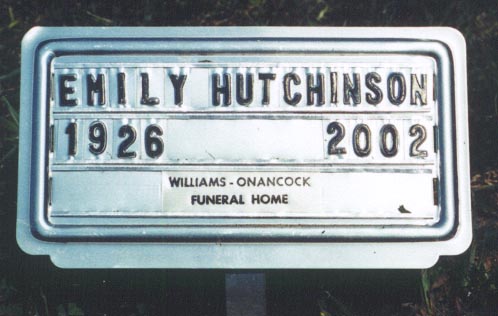 EMILY HUTCHINSON
1926 2002
WILLIAMS - ONANCOCK
FUNERAL HOME